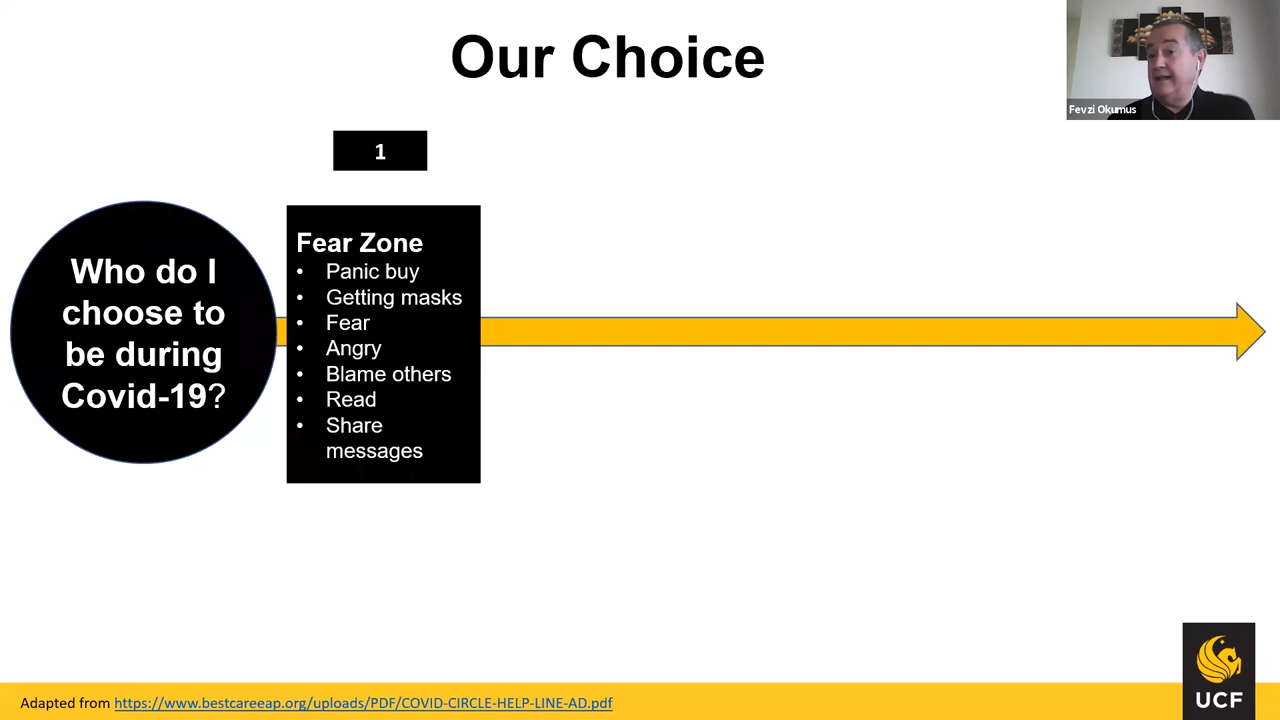 Our Choice
Fevzi Okumus
1
Who do I
choose to
be during
Covid-19?
Fear Zone
• Panic buy
• Getting masks
• Fear
• Angry
• Blame others
• Read
• Share
messages
Adapted from https://www.bestcareeap.org/uploads/PDF/COVID-CIRCLE-HELP-LINE-AD.pdf
UCF